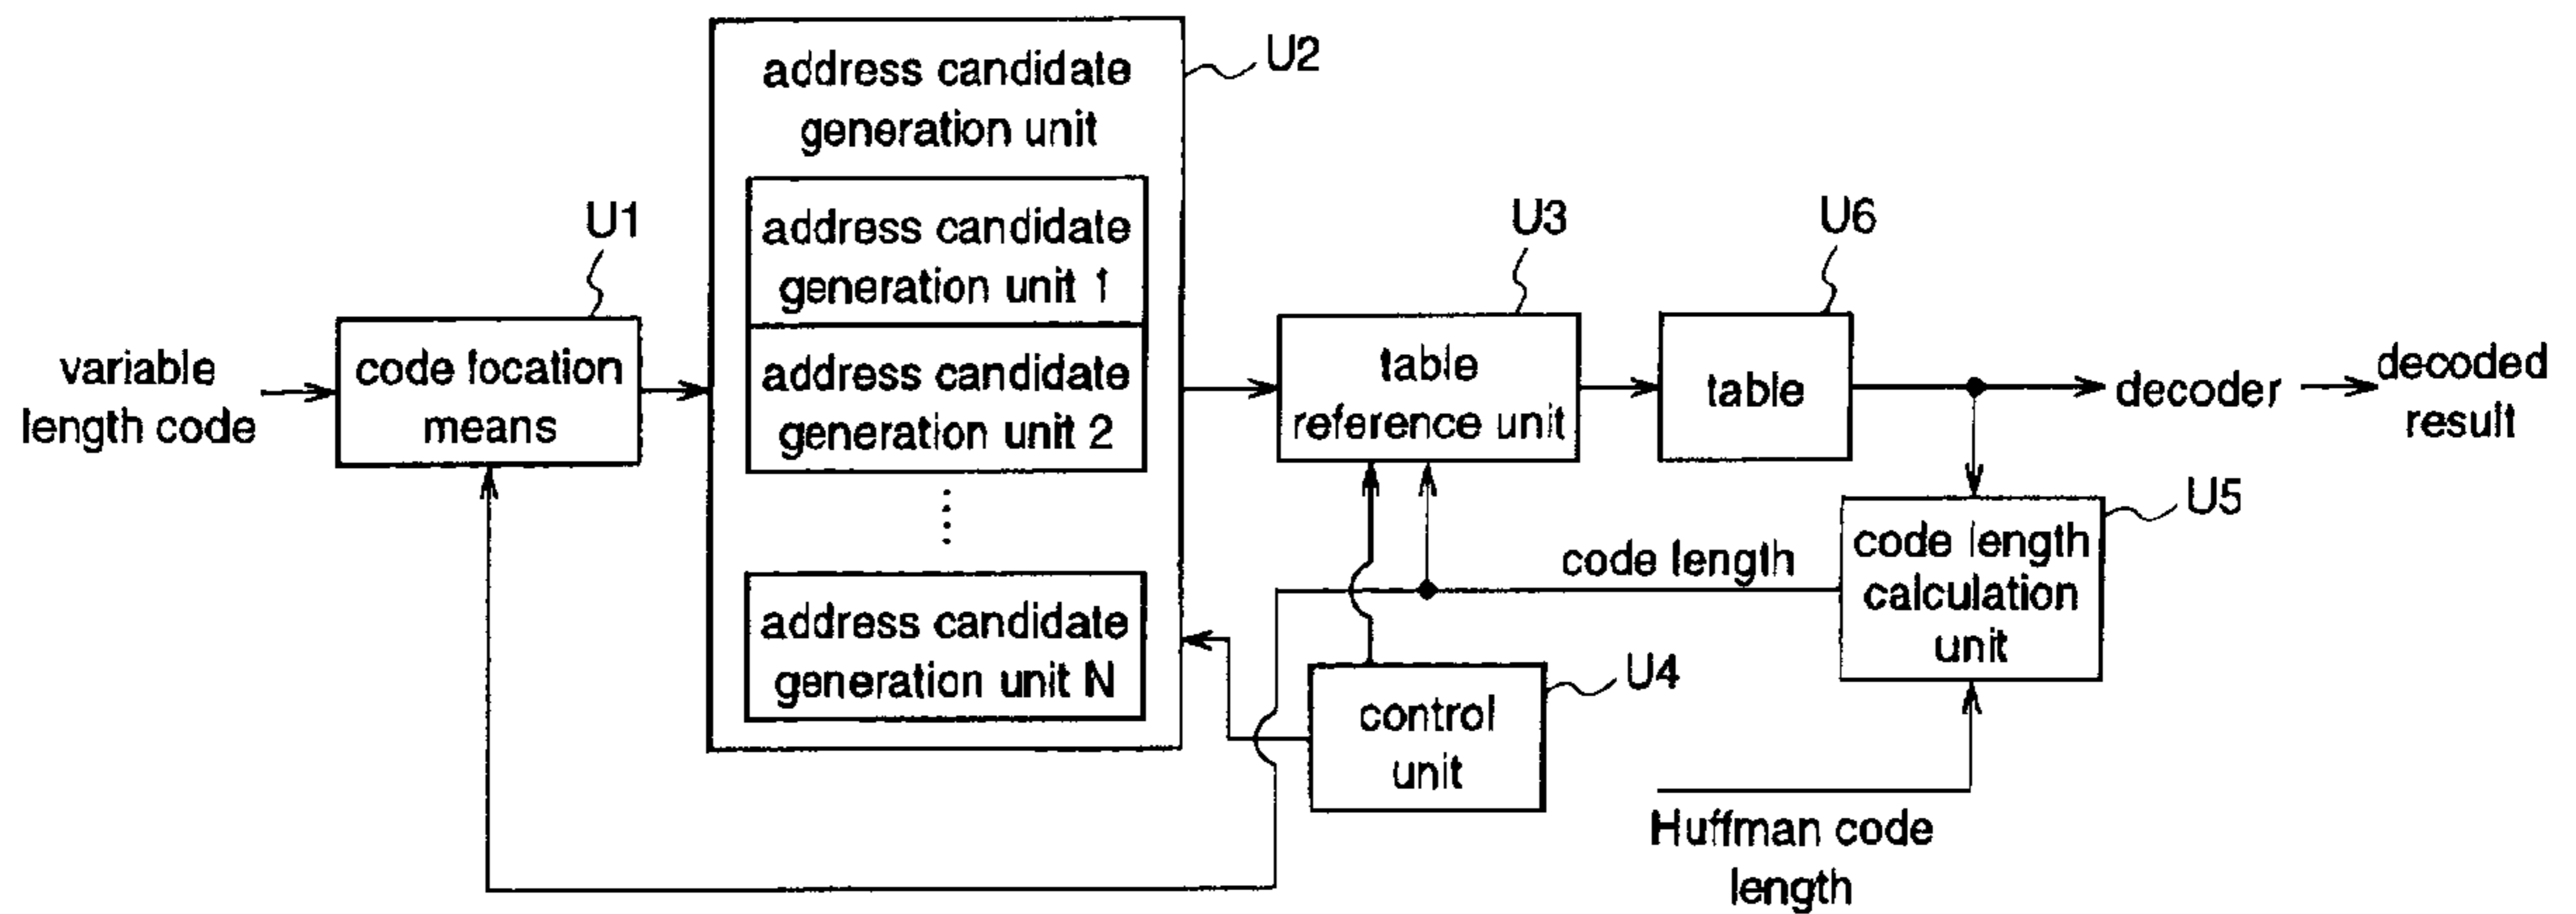 variable
length code
U1
code focation
means
address candidate
generation unit
U2
address candidate
generation unit 1
address candidate
generation unit 2
address candidate
generation unit N
U3
table
reference unit
U6
table
decoder
decoded
result
U5
code length
calculation
unit
code length
U4
control
unit
Huffman code
length